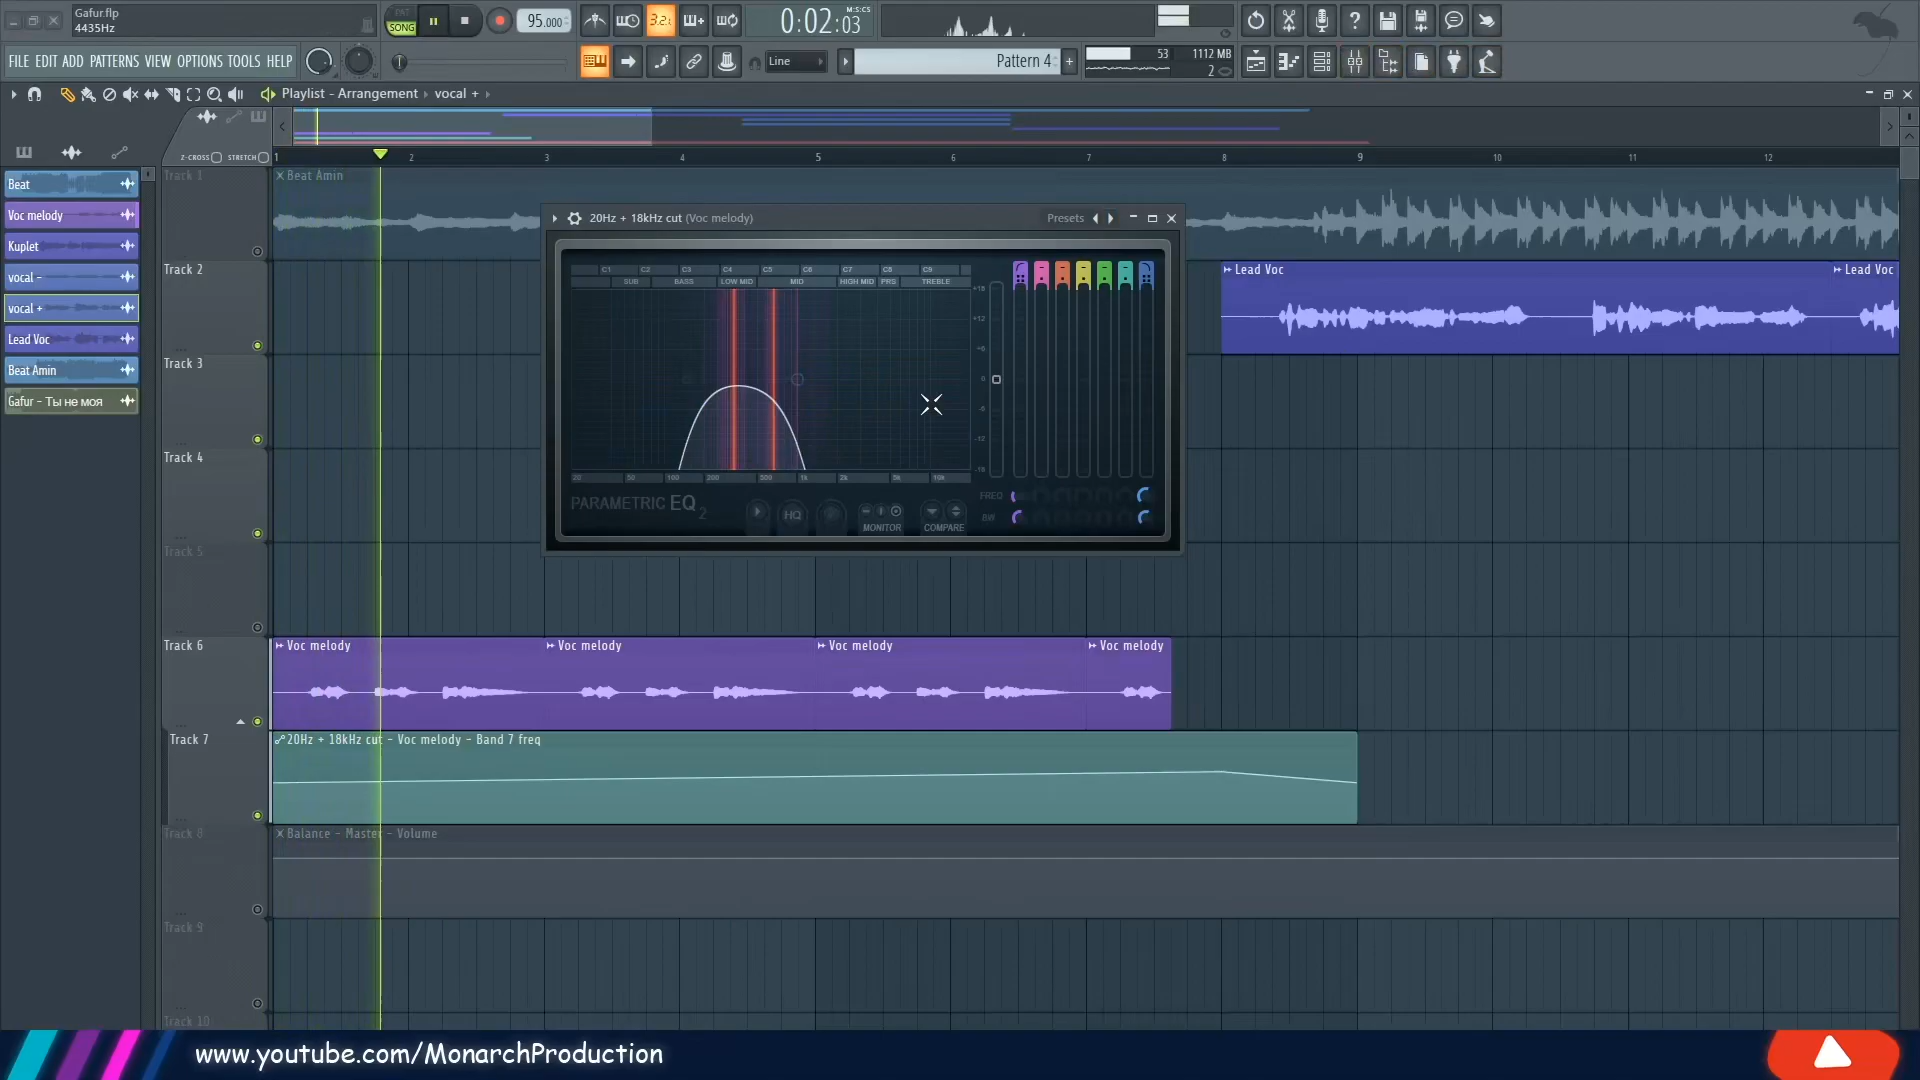 Gafur.flp
4435Hz
PAT
SONG
95.000
3.2.1
0:02:03
M:S:CS
FILE EDIT ADD PATTERNS VIEW OPTIONS TOOLS HELP
Line
Pattern 4
53
1112 MB
2
Playlist - Arrangement
vocal +
Z-CROSS
STRETCH
1
2
3
4
5
6
7
8
9
10
11
12
Beat
Voc melody
Kuplet
vocal -
vocal +
Lead Voc
Beat Amin
Gafur - Ты не моя
Track 1
Beat Amin
Track 2
Lead Voc
Lead Voc
Track 3
Track 4
Track 5
Track 6
Voc melody
Voc melody
Voc melody
Voc melody
Track 7
20Hz + 18kHz cut - Voc melody - Band 7 freq
Track 8
Balance - Master - Volume
Track 9
Track 10
20Hz + 18kHz cut (Voc melody)
Presets
C1
C2
C3
C4
C5
C6
C7
C8
C9
SUB
BASS
LOW MID
MID
HIGH MID
PRS
TREBLE
+18
+12
+6
0
-6
-12
-18
20
50
100
200
500
1k
2k
5k
10k
FREQ
BW
PARAMETRIC EQ 2
HQ
MONITOR
COMPARE
www.youtube.com/MonarchProduction